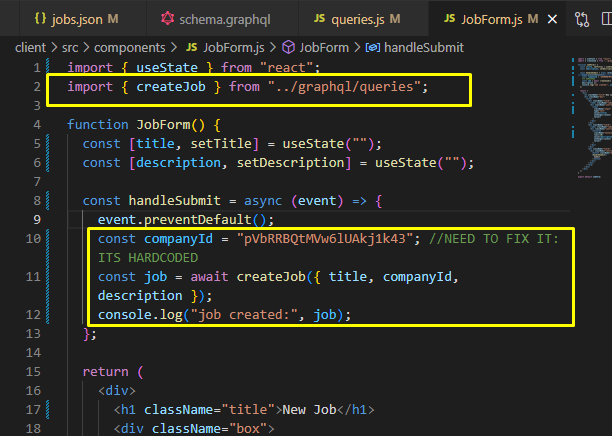 jobs.json M
schema.graphql
queries.js M
JobForm.js M
client > src > components > JobForm.js > JobForm > handleSubmit
1 import { useState } from "react";
2 import { createJob } from "../graphql/queries";
3
4 function JobForm() {
5 const [title, setTitle] = useState("");
6 const [description, setDescription] = useState("");
7
8 const handleSubmit = async (event) => {
9 event.preventDefault();
10 const companyId = "pVbRRBQtMVw6lUAkj1k43"; //NEED TO FIX IT:
ITS HARDCODED
11 const job = await createJob({ title, companyId,
description });
12 console.log("job created:", job);
13 };
14
15 return (
16 <div>
17 <h1 className="title">New Job</h1>
18 <div className="box">